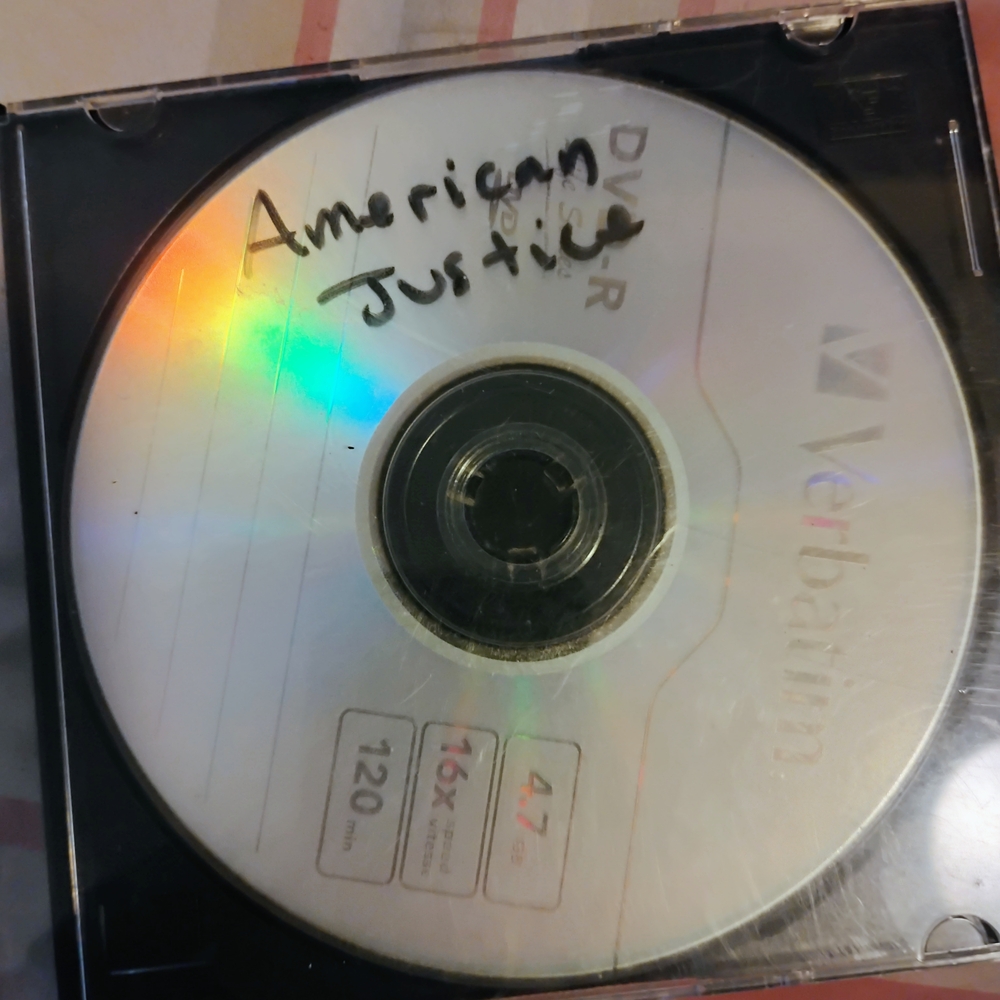 American
Justice
DVD-R
Verbatim
4.7 GB
16x speed
vitesse
120 min